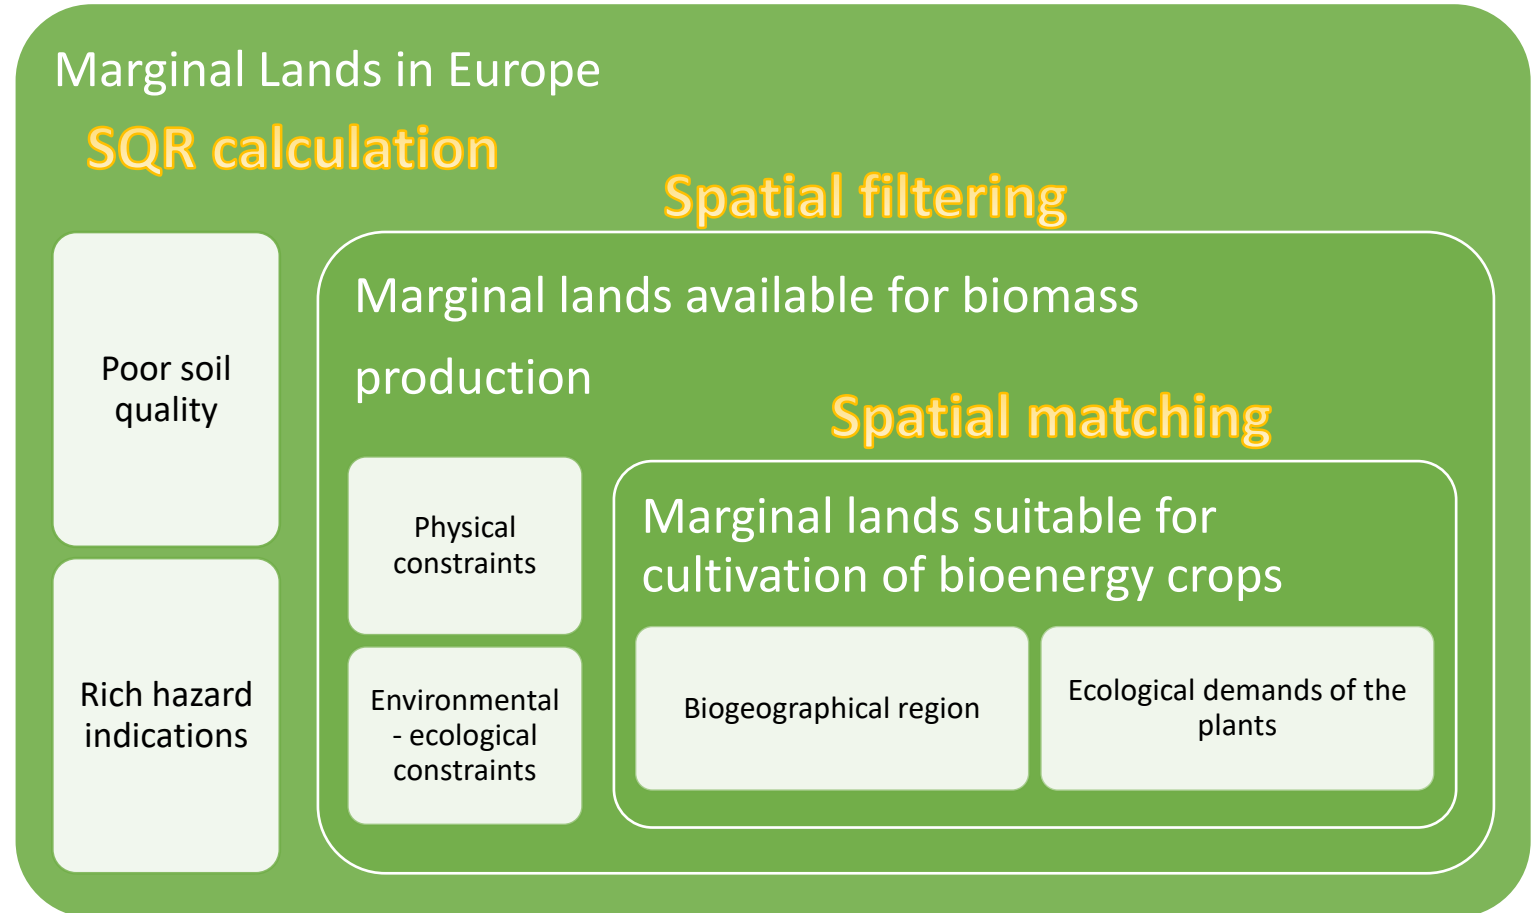 Marginal Lands in Europe
SQR calculation
Spatial filtering
Poor soil
quality
Rich hazard
indications
Marginal lands available for biomass
production
Spatial matching
Physical
constraints
Environmental
- ecological
constraints
Marginal lands suitable for
cultivation of bioenergy crops
Biogeographical region
Ecological demands of the
plants